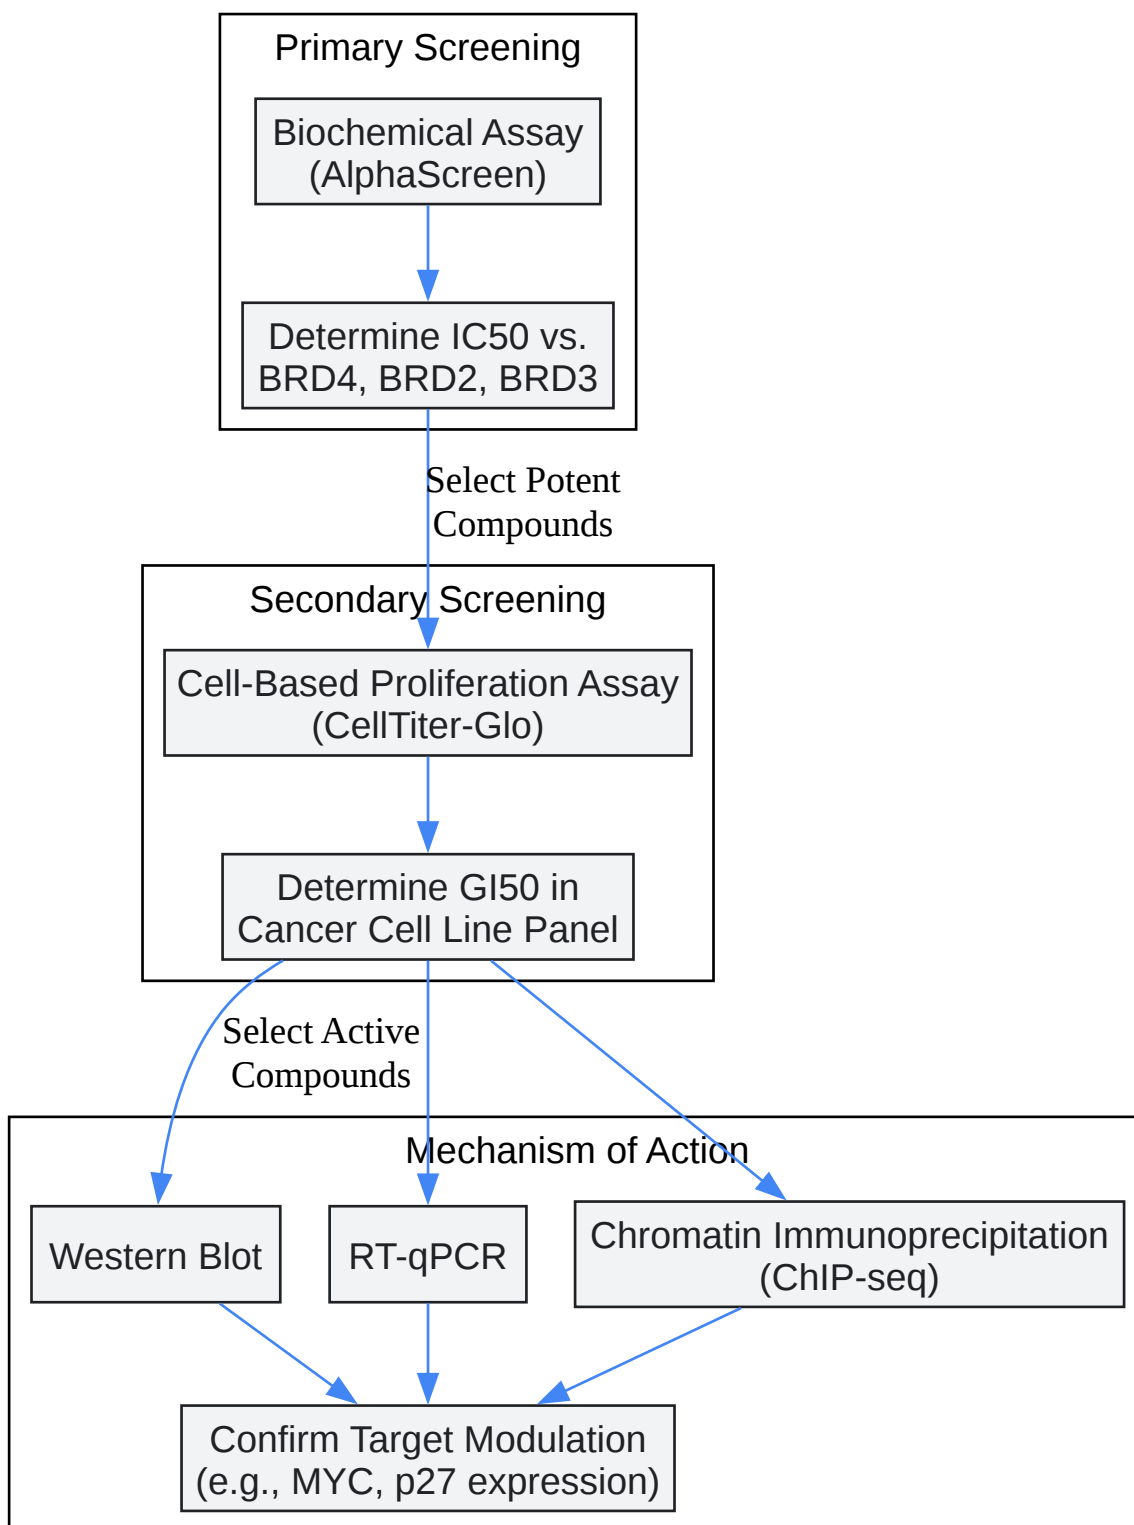 Primary Screening
Biochemical Assay
(AlphaScreen)
Determine IC50 vs.
BRD4, BRD2, BRD3
Select Potent
Compounds
Secondary Screening
Cell-Based Proliferation Assay
(CellTiter-Glo)
Determine GI50 in
Cancer Cell Line Panel
Select Active
Compounds
Mechanism of Action
Western Blot
RT-qPCR
Chromatin Immunoprecipitation
(ChIP-seq)
Confirm Target Modulation
(e.g., MYC, p27 expression)